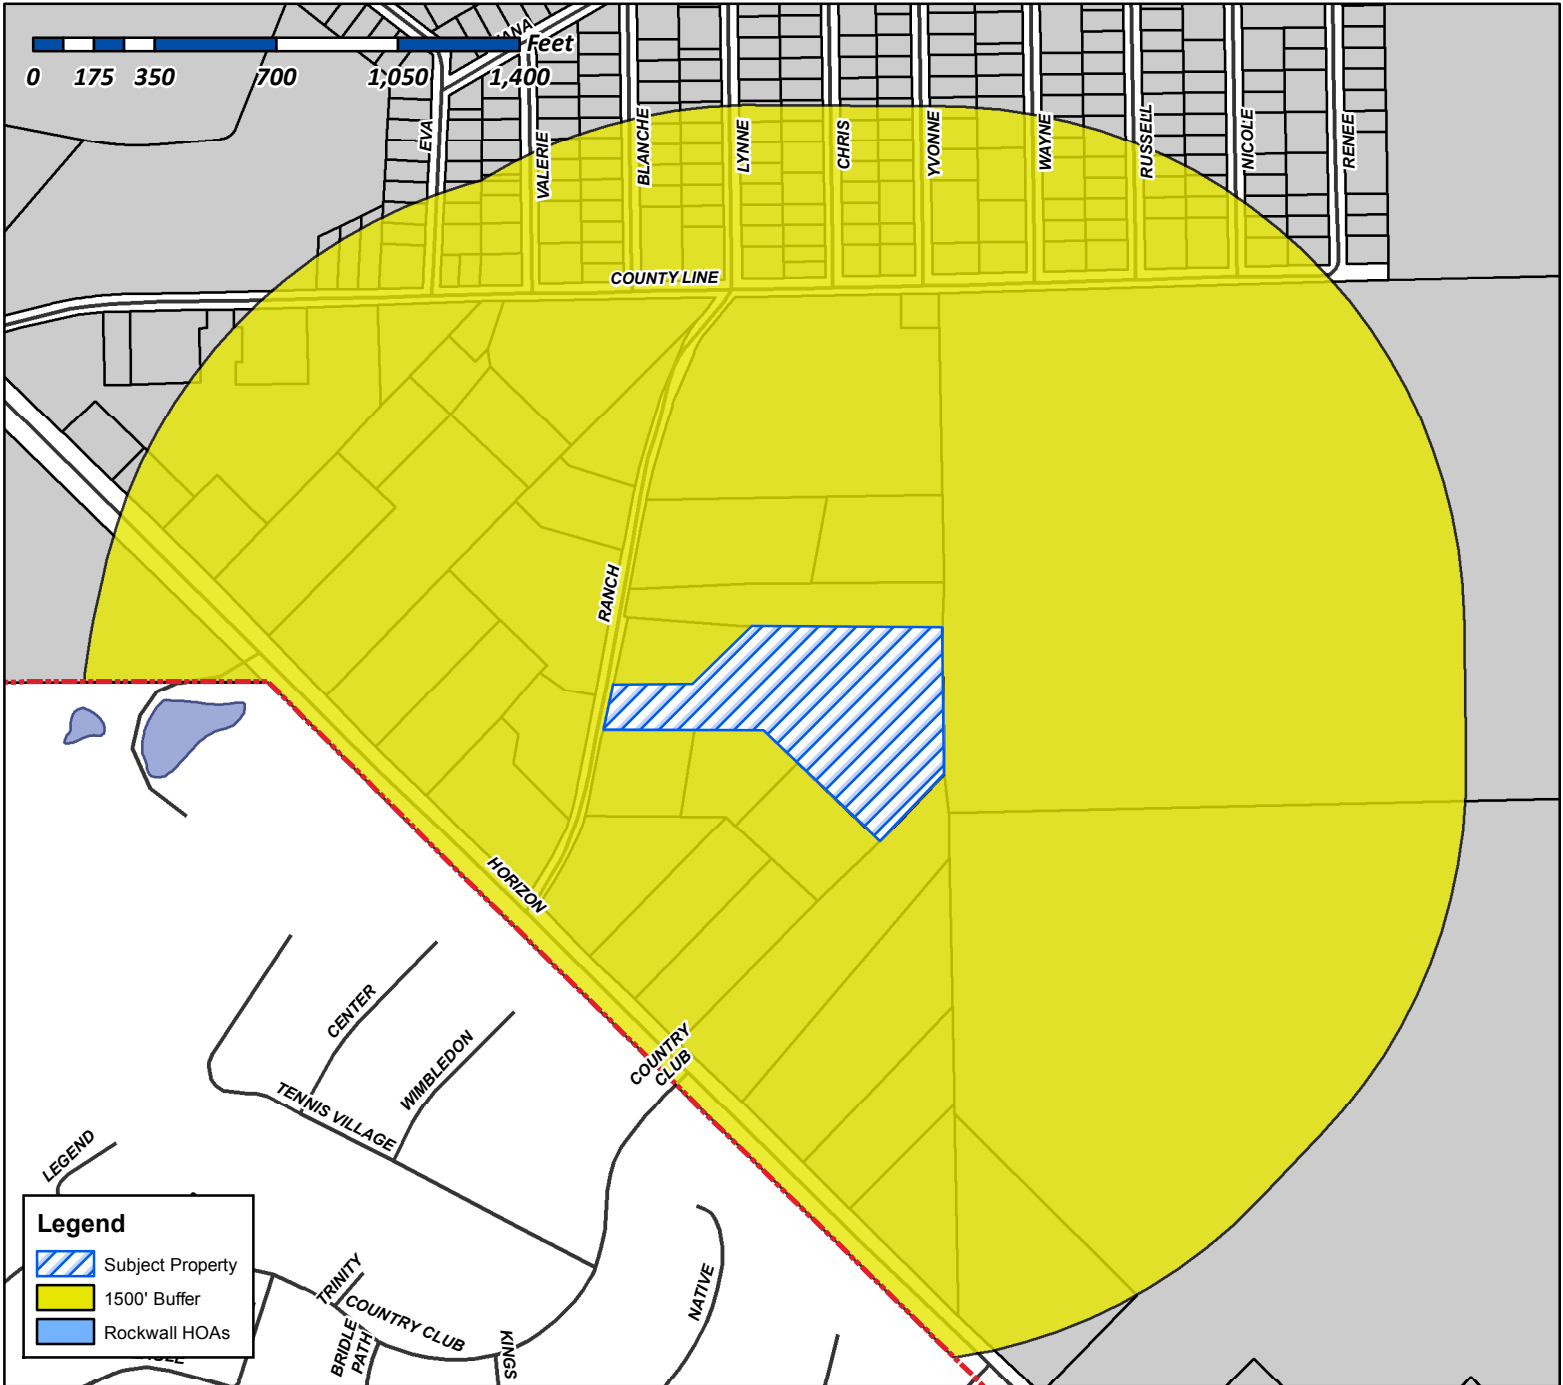 ANA
Feet
0 175 350 700 1,050 1,400
EVA
VALERIE
BLANCHE
LYNNE
CHRIS
YVONNE
WAYNE
RUSSELL
NICOLE
RENEE
COUNTY LINE
RANCH
HORIZON
COUNTRY
CLUB
CENTER
WIMBLEDON
TENNIS VILLAGE
LEGEND
NATIVE
TRINITY
COUNTRY CLUB
BRIDLE
PATH
KINGS
Legend
Subject Property
1500' Buffer
Rockwall HOAs